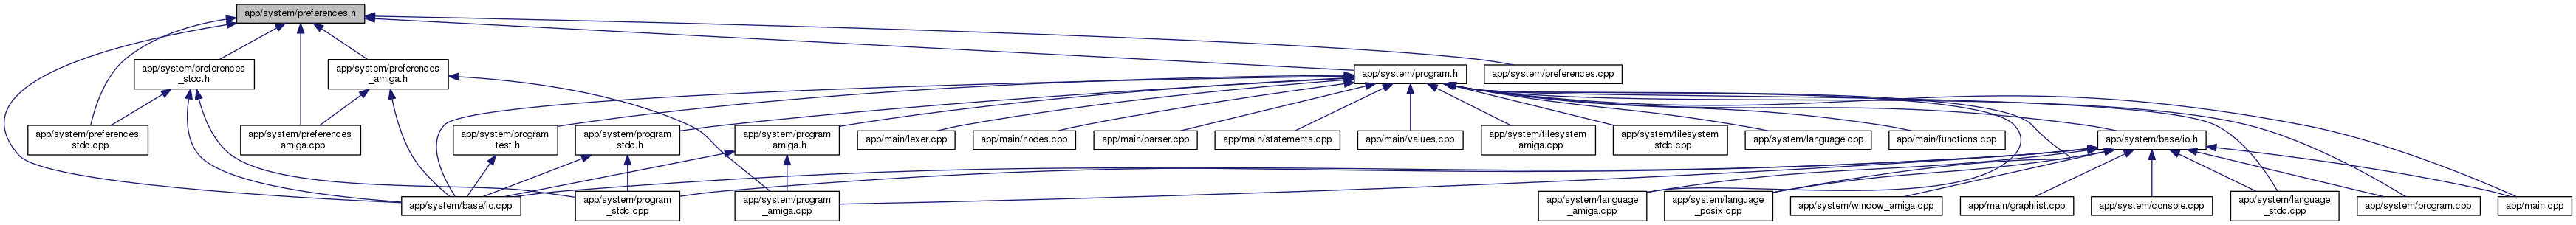 app/system/preferences.h
app/system/preferences
_stdc.h
app/system/preferences
_amiga.h
app/system/program.h
app/system/preferences.cpp
app/system/preferences
_stdc.cpp
app/system/preferences
_amiga.cpp
app/system/program
_test.h
app/system/program
_stdc.h
app/system/program
_amiga.h
app/main/lexer.cpp
app/main/nodes.cpp
app/main/parser.cpp
app/main/statements.cpp
app/main/values.cpp
app/system/filesystem
_amiga.cpp
app/system/filesystem
_stdc.cpp
app/system/language.cpp
app/main/functions.cpp
app/system/base/io.h
app/system/base/io.cpp
app/system/program
_stdc.cpp
app/system/program
_amiga.cpp
app/system/language
_amiga.cpp
app/system/language
_posix.cpp
app/system/window_amiga.cpp
app/main/graphlist.cpp
app/system/console.cpp
app/system/language
_stdc.cpp
app/system/program.cpp
app/main.cpp